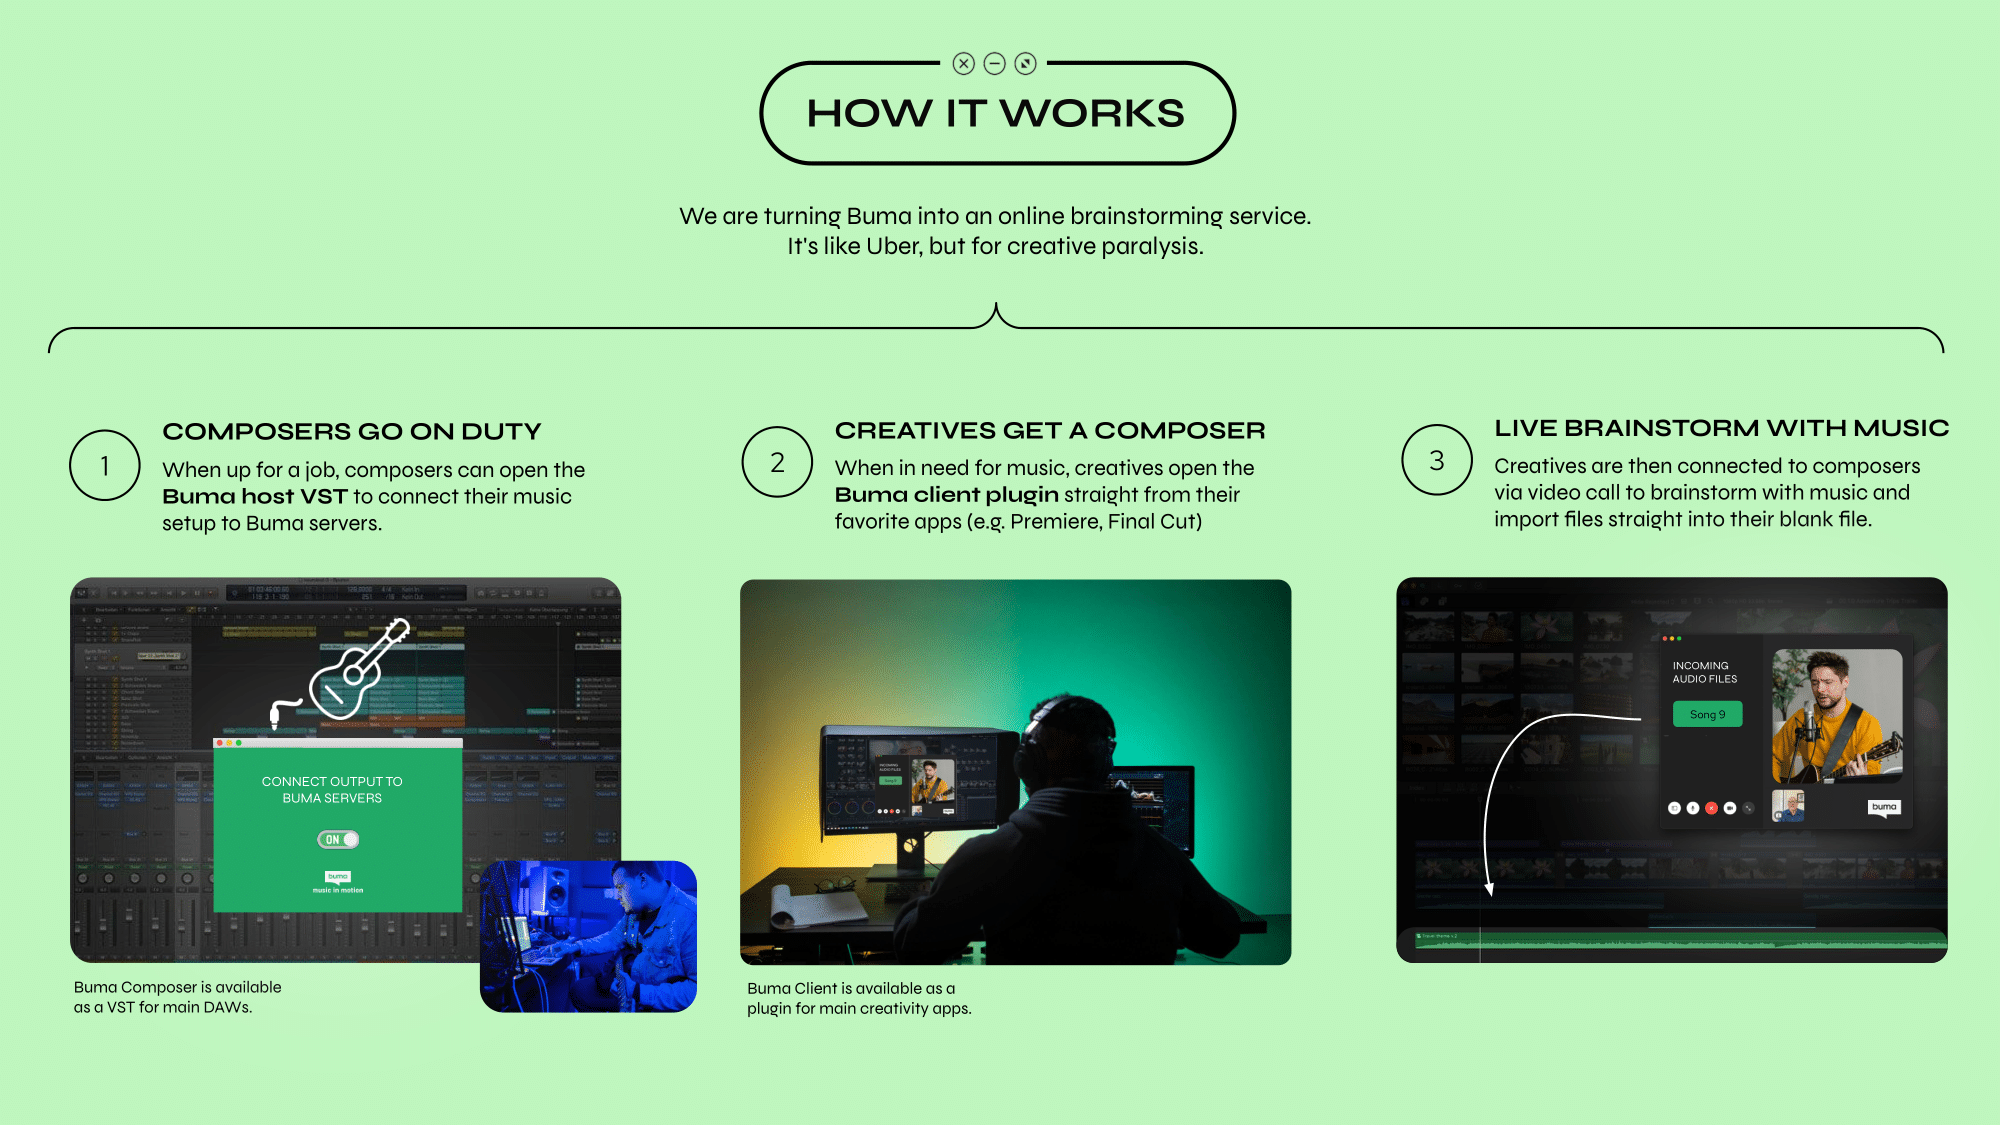 HOW IT WORKS
We are turning Buma into an online brainstorming service.
It's like Uber, but for creative paralysis.
1
COMPOSERS GO ON DUTY
When up for a job, composers can open the
Buma host VST to connect their music
setup to Buma servers.
CONNECT OUTPUT TO
BUMA SERVERS
ON
buma
music in motion
Buma Composer is available
as a VST for main DAWs.
2
CREATIVES GET A COMPOSER
When in need for music, creatives open the
Buma client plugin straight from their
favorite apps (e.g. Premiere, Final Cut)
INCOMING
AUDIO FILES
Song 9
Buma Client is available as a
plugin for main creativity apps.
3
LIVE BRAINSTORM WITH MUSIC
Creatives are then connected to composers
via video call to brainstorm with music and
import files straight into their blank file.
INCOMING
AUDIO FILES
Song 9
buma